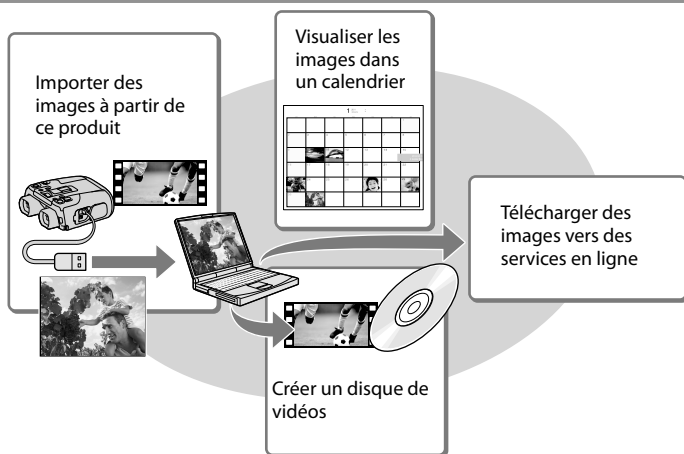 Importer des
images à partir de
ce produit
Visualiser les
images dans
un calendrier
1
Télécharger des
images vers des
services en ligne
Créer un disque de
vidéos